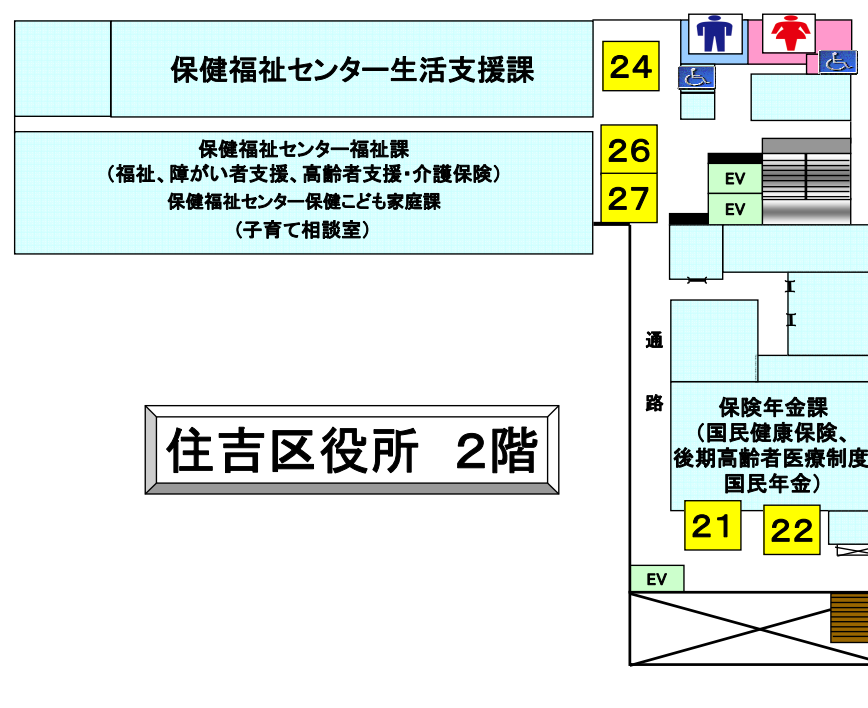 保健福祉センター生活支援課
24
保健福祉センター福祉課
（福祉、障がい者支援、高齢者支援・介護保険）
保健福祉センター保健こども家庭課
（子育て相談室）
26
27
EV
EV
通
路
住吉区役所　２階
保険年金課
（国民健康保険、
後期高齢者医療制度
国民年金）
21
22
EV